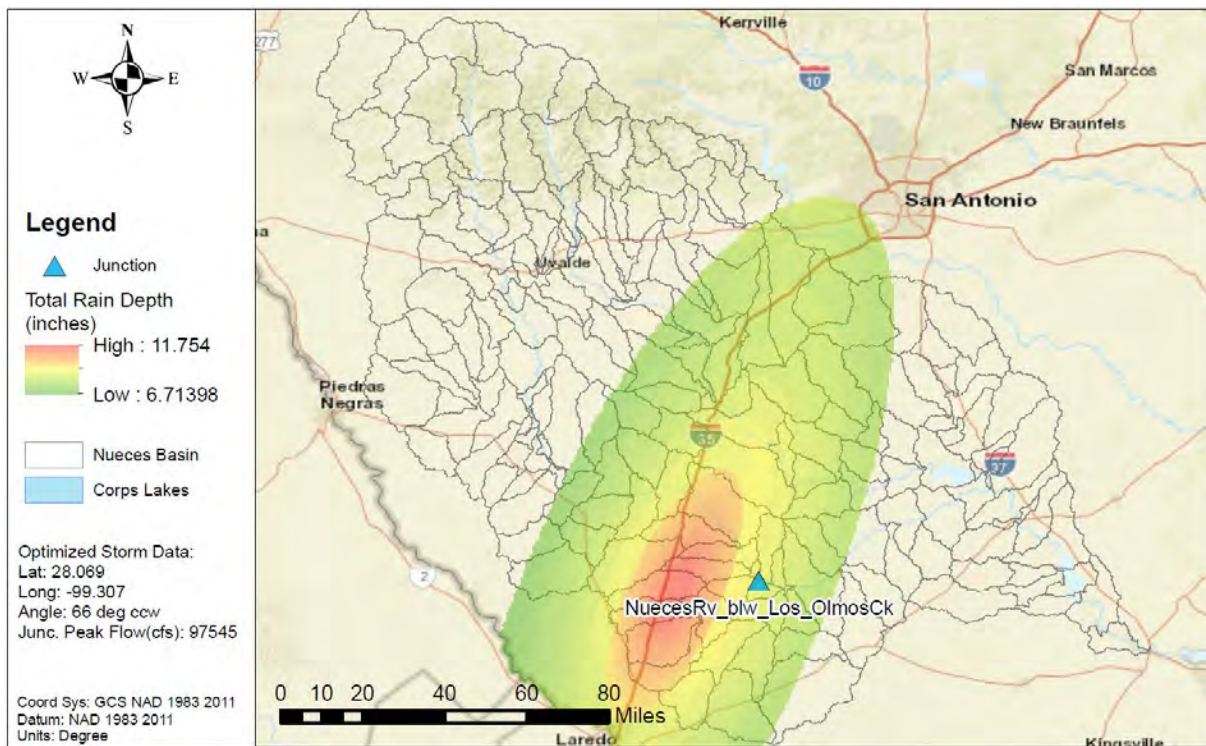 N
W E
S
Legend
Junction
Total Rain Depth
(inches)
High : 11.754
Low : 6.71398
Nueces Basin
Corps Lakes
Optimized Storm Data:
Lat: 28.069
Long: -99.307
Angle: 66 deg ccw
Junc. Peak Flow(cfs): 97545
Coord Sys: GCS NAD 1983 2011
Datum: NAD 1983 2011
Units: Degree
277
Kerrville
10
San Marcos
New Braunfels
San Antonio
na
Uvalde
Piedras
Negras
35
37
2
NuecesRv_blw_Los_OlmosCk
0 10 20 40 60 80
Miles
Laredo
Kingsville